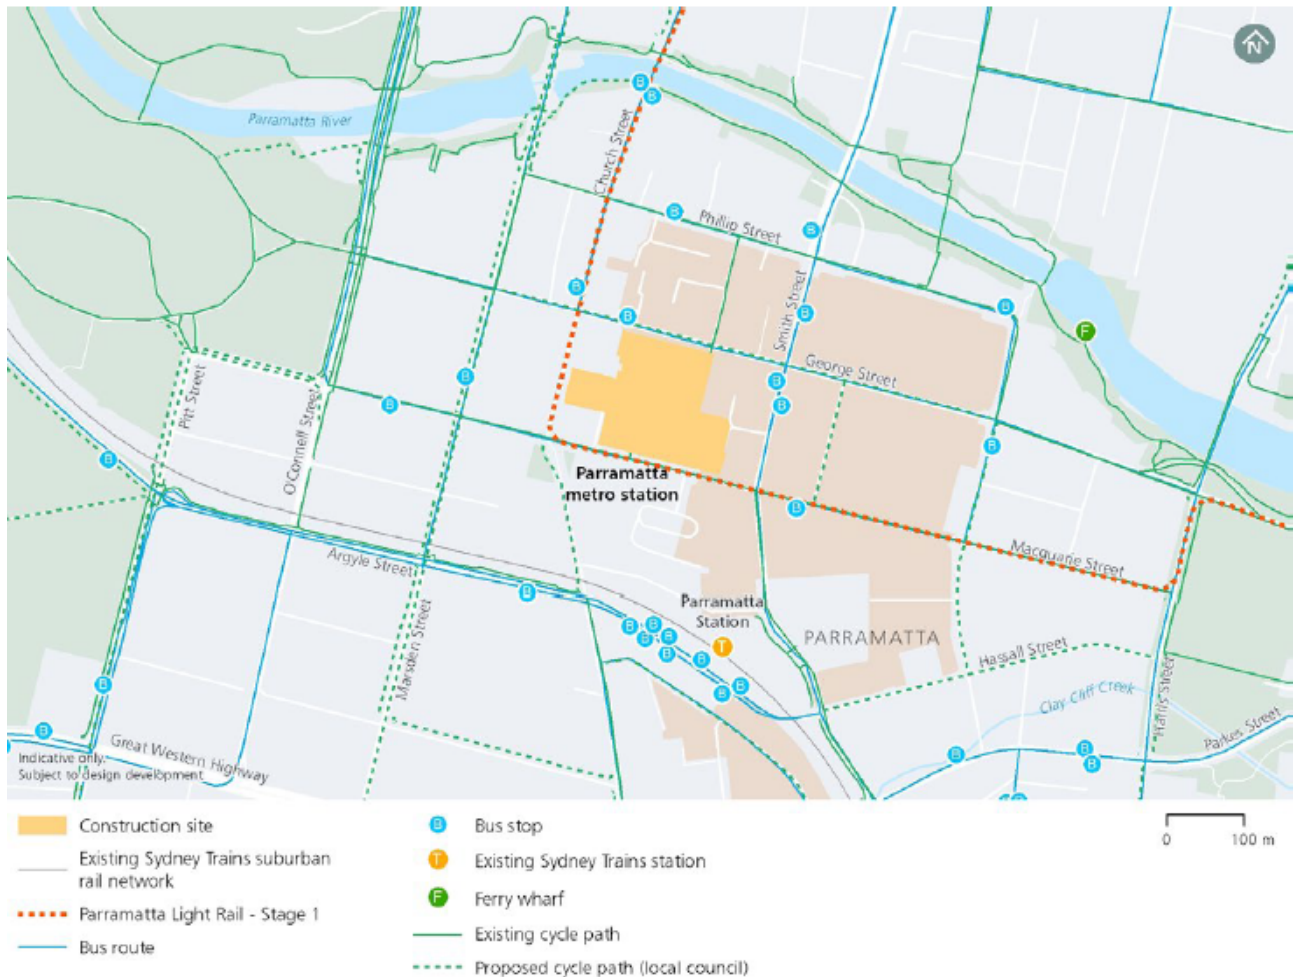 N
Parramatta River
Church Street
Phillip Street
Smith Street
George Street
Pitt Street
O'Connell Street
Parramatta
metro station
Macquarie Street
Argyle Street
Parramatta
Station
PARRAMATTA
Hassall Street
Marsden Street
Clay Cliff Creek
Harris Street
Parkes Street
Great Western Highway
Indicative only.
Subject to design development
B
T
F
Construction site
Existing Sydney Trains suburban
rail network
Parramatta Light Rail - Stage 1
Bus route
B Bus stop
T Existing Sydney Trains station
F Ferry wharf
Existing cycle path
Proposed cycle path (local council)
0 100 m